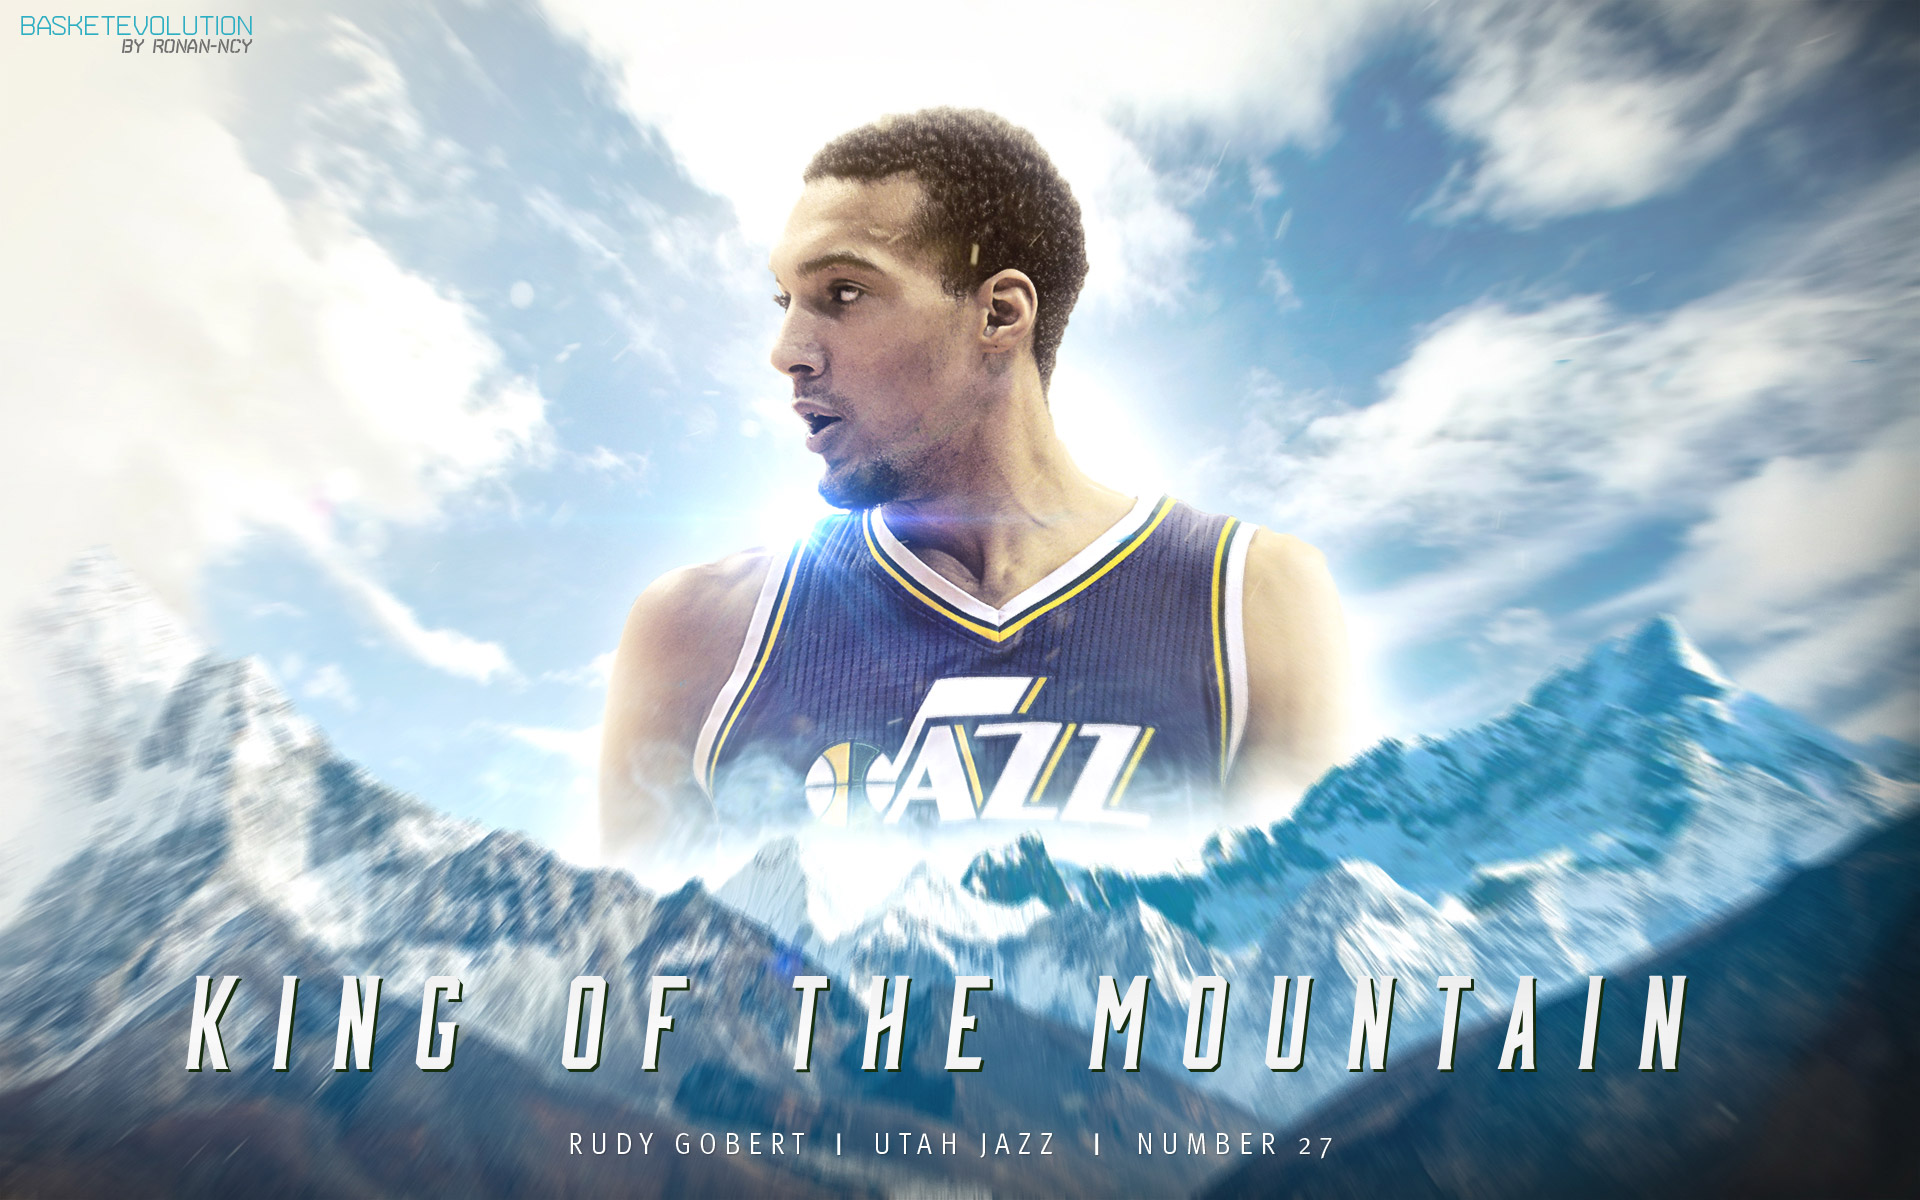 BASKETEVOLUTION
BY RONAN-NCY
JAZZ
KING OF THE MOUNTAIN
RUDY GOBERT | UTAH JAZZ | NUMBER 27